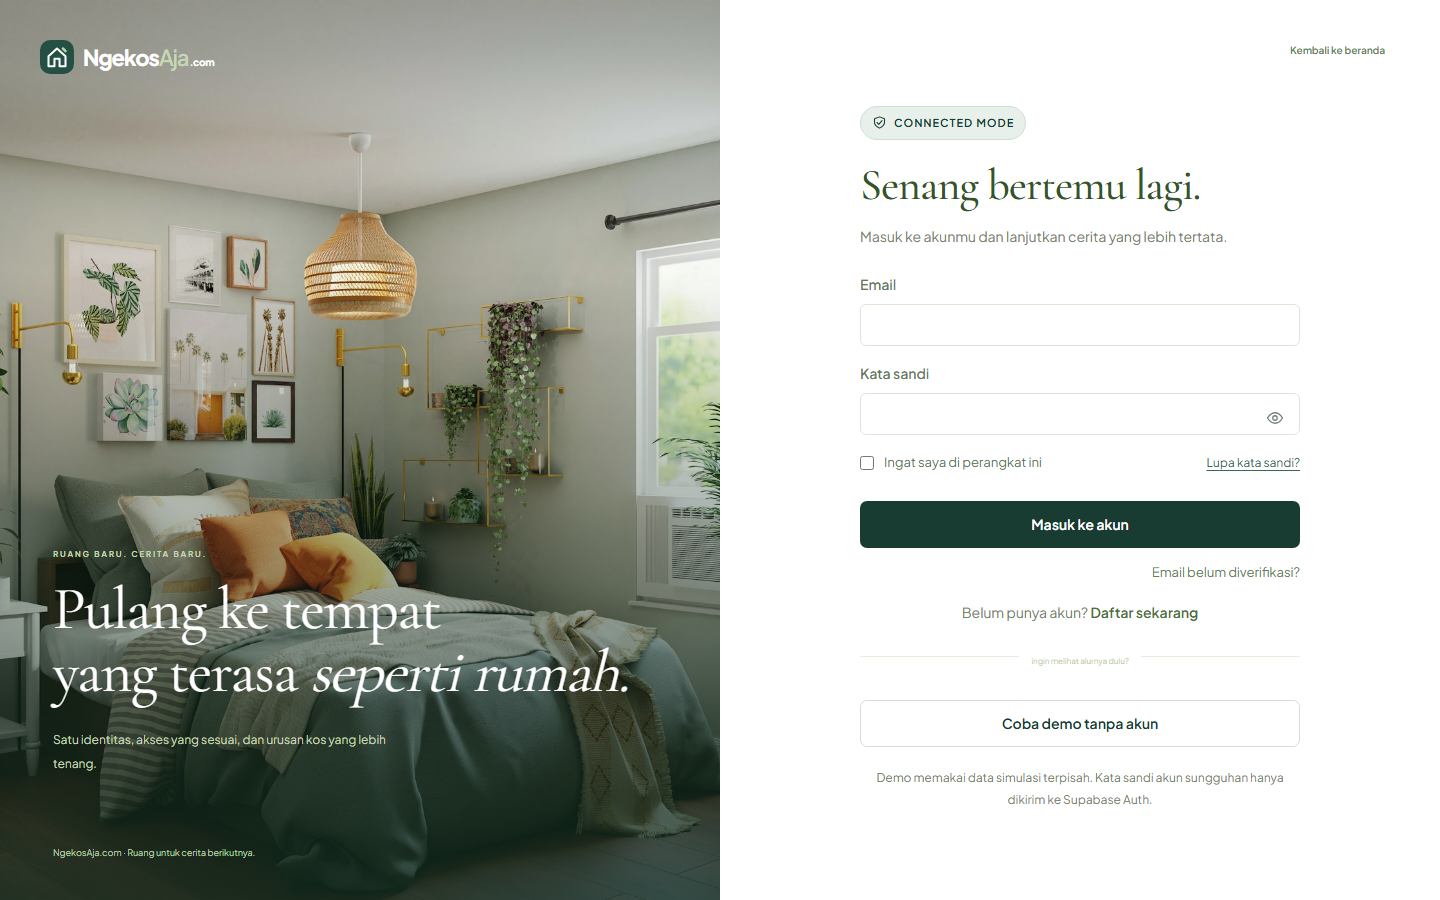 NgekosAja.com
RUANG BARU. CERITA BARU.
Pulang ke tempat
yang terasa seperti rumah.
Satu identitas, akses yang sesuai, dan urusan kos yang lebih
tenang.
NgekosAja.com · Ruang untuk cerita berikutnya.
Kembali ke beranda
CONNECTED MODE
Senang bertemu lagi.
Masuk ke akunmu dan lanjutkan cerita yang lebih tertata.
Email
Kata sandi
Ingat saya di perangkat ini
Lupa kata sandi?
Masuk ke akun
Email belum diverifikasi?
Belum punya akun? Daftar sekarang
ingin melihat alurnya dulu?
Coba demo tanpa akun
Demo memakai data simulasi terpisah. Kata sandi akun sungguhan hanya
dikirim ke Supabase Auth.